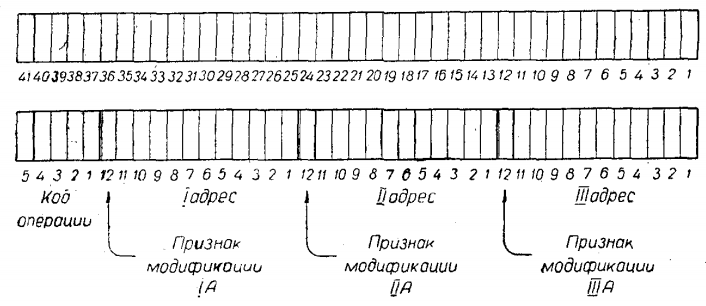 41 40 39 38 37 36 35 34 33 32 31 30 29 28 27 26 25 24 23 22 21 20 19 18 17 16 15 14 13 12 11 10 9 8 7 6 5 4 3 2 1
5 4 3 2 1 12 11 10 9 8 7 6 5 4 3 2 1 12 11 10 9 8 7 6 5 4 3 2 1 12 11 10 9 8 7 6 5 4 3 2 1
Код I адрес II адрес III адрес
операции
Признак Признак Признак
модификации модификации модификации
I А II А III А